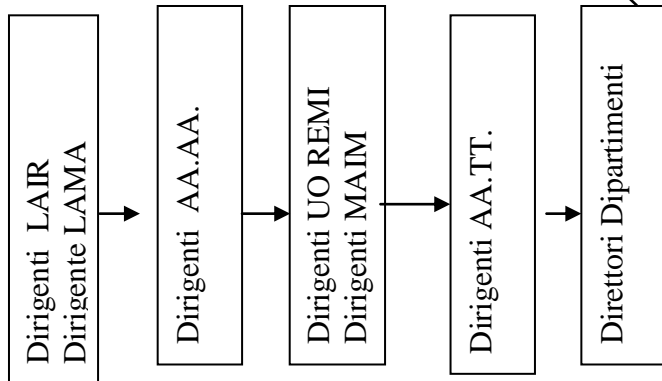 Dirigenti LAIR
Dirigente LAMA
Dirigenti AA.AA.
Dirigenti UO REMI
Dirigenti MAIM
Dirigenti AA.TT.
Direttori Dipartimenti